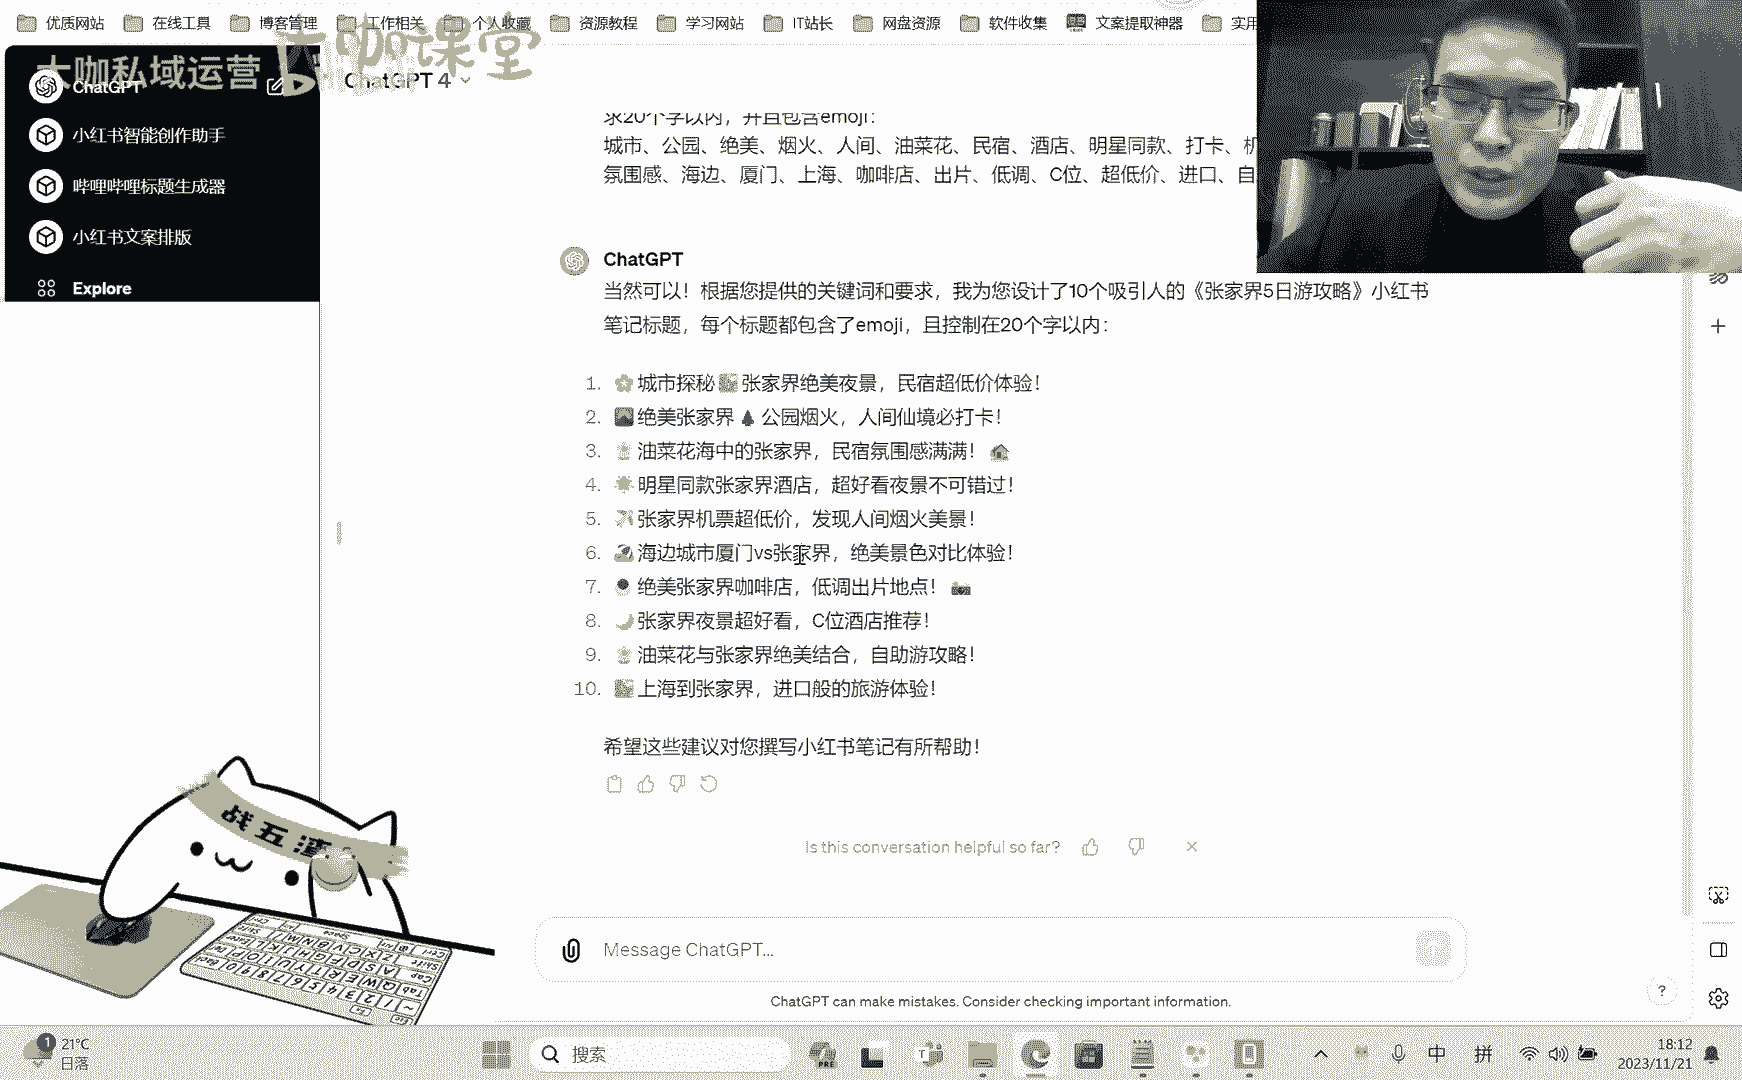 优质网站 在线工具 博客管理 工作相关 个人收藏 资源教程 学习网站 IT站长 网盘资源 软件收集 文案提取神器 实用
大咖私域运营 大咖课堂
ChatGPT
ChatGPT 4
小红书智能创作助手
哔哩哔哩标题生成器
小红书文案排版
Explore
求20个字以内，并且包含emoji：
城市、公园、绝美、烟火、人间、油菜花、民宿、酒店、明星同款、打卡、机
氛围感、海边、厦门、上海、咖啡店、出片、低调、C位、超低价、进口、自
ChatGPT
当然可以！根据您提供的关键词和要求，我为您设计了10个吸引人的《张家界5日游攻略》小红书
笔记标题，每个标题都包含了emoji，且控制在20个字以内：
1. 城市探秘 张家界绝美夜景，民宿超低价体验！
2. 绝美张家界 公园烟火，人间仙境必打卡！
3. 油菜花海中的张家界，民宿氛围感满满！
4. 明星同款张家界酒店，超好看夜景不可错过！
5. 张家界机票超低价，发现人间烟火美景！
6. 海边城市厦门vs张家界，绝美景色对比体验！
7. 绝美张家界咖啡店，低调出片地点！
8. 张家界夜景超好看，C位酒店推荐！
9. 油菜花与张家界绝美结合，自助游攻略！
10. 上海到张家界，进口般的旅游体验！
希望这些建议对您撰写小红书笔记有所帮助！
Is this conversation helpful so far?
战五渣
Message ChatGPT...
ChatGPT can make mistakes. Consider checking important information.
?
1
21°C
日落
搜索
PRE
中
拼
18:12
2023/11/21